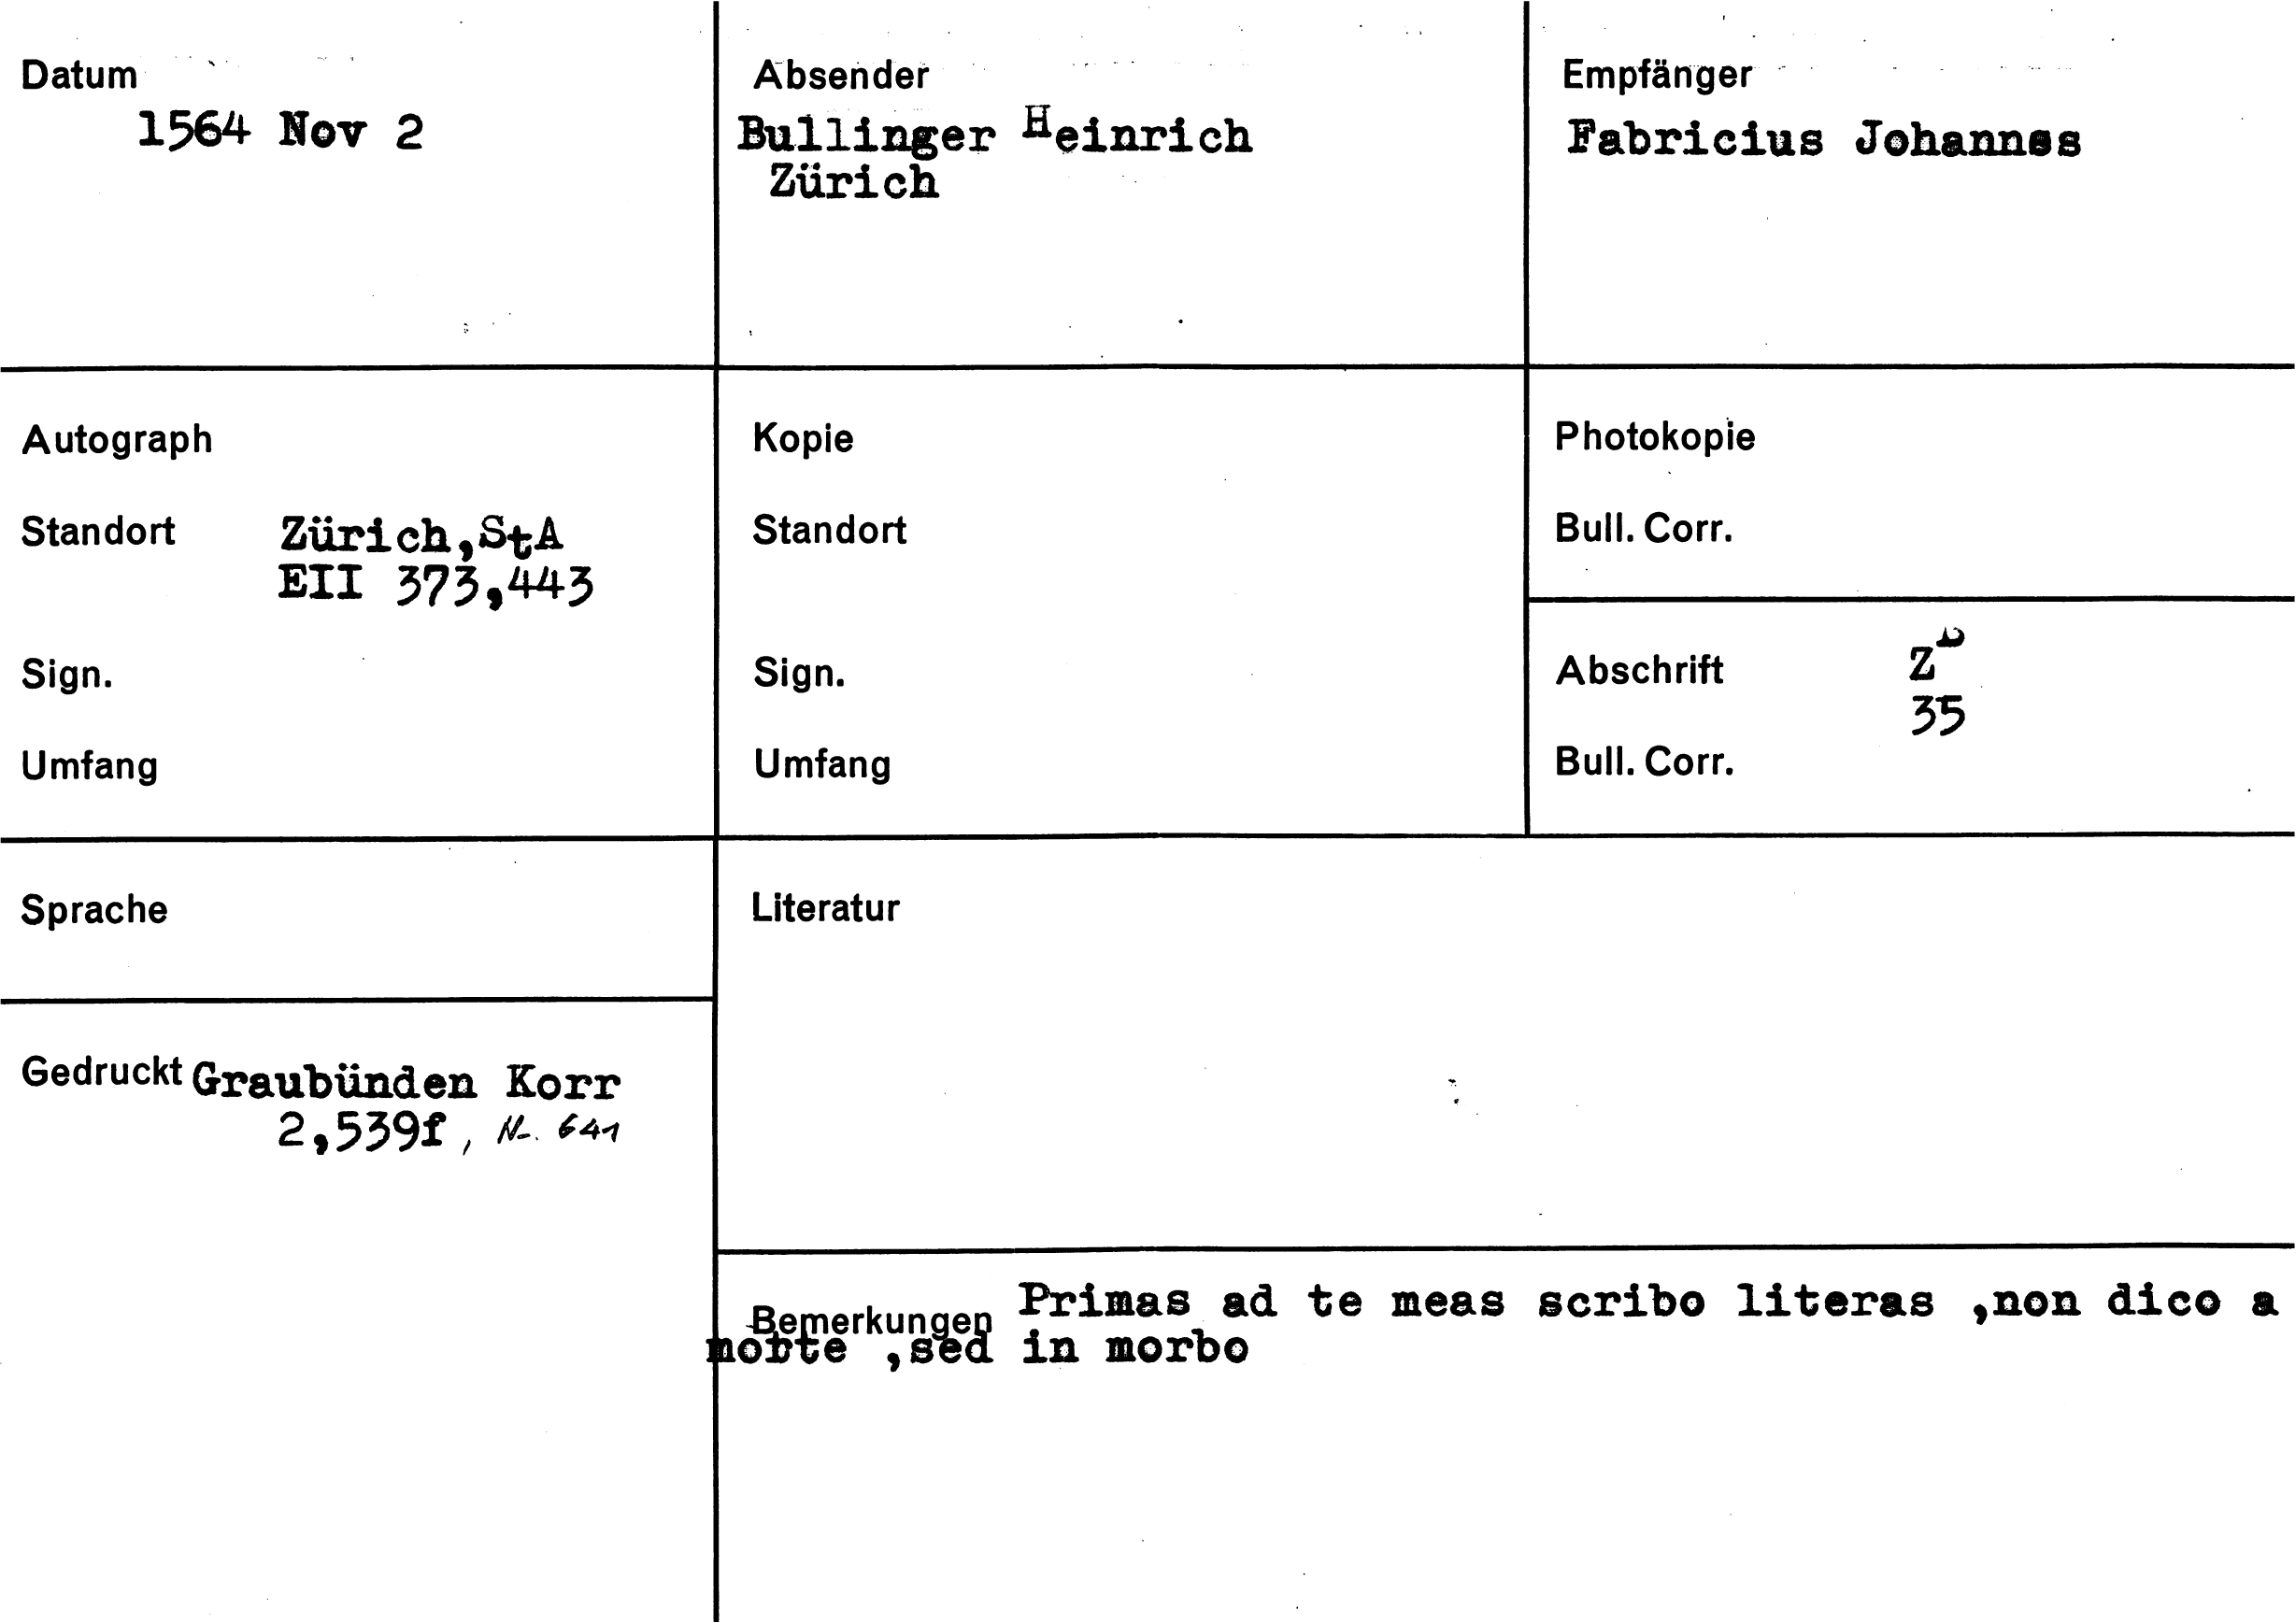 Datum
1564 Nov 2
Absender
Bullinger Heinrich
Zürich
Empfänger
Fabricius Johannes
Autograph
Standort Zürich,StA
EII 373,443
Sign.
Umfang
Kopie
Standort
Sign.
Umfang
Photokopie
Bull. Corr.
Abschrift Z
35
Bull. Corr.
Sprache
Literatur
Gedruckt Graubünden Korr
2,539f, N. 641
Bemerkungen Primas ad te meas scribo literas ,non dico a
morte ,sed in morbo